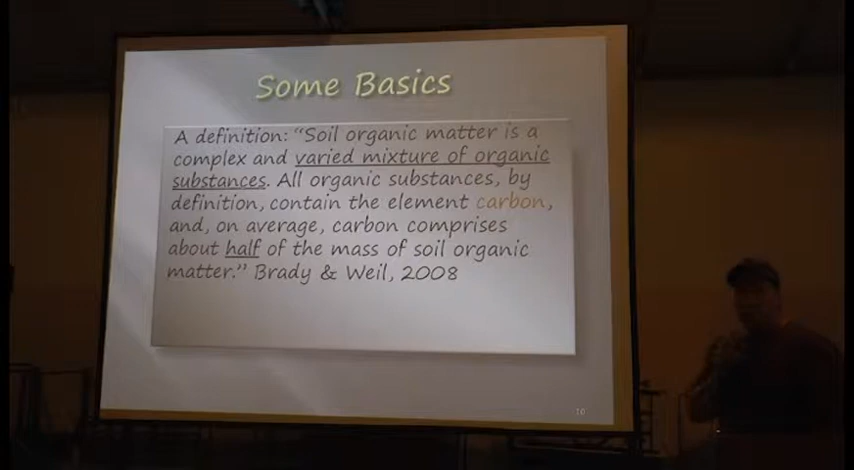 Some Basics
A definition: “Soil organic matter is a
complex and varied mixture of organic
substances. All organic substances, by
definition, contain the element carbon,
and, on average, carbon comprises
about half of the mass of soil organic
matter.” Brady & Weil, 2008
10